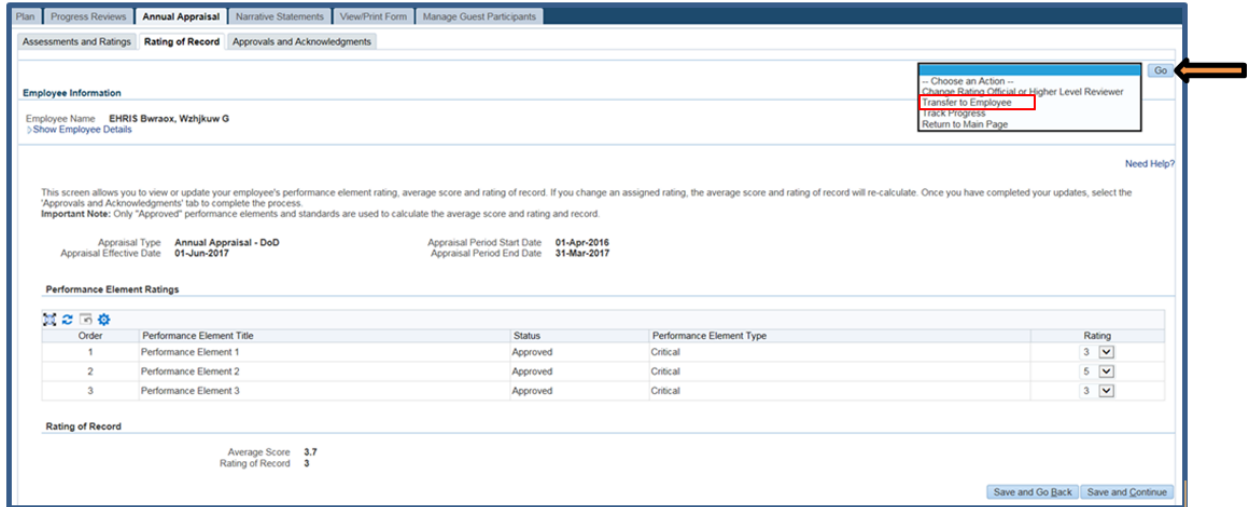 Plan Progress Reviews Annual Appraisal Narrative Statements View/Print Form Manage Guest Participants
Assessments and Ratings Rating of Record Approvals and Acknowledgments
Go
-- Choose an Action --
Change Rating Official or Higher Level Reviewer
Transfer to Employee
Track Progress
Return to Main Page
Employee Information
Employee Name EHRIS Bwraox, Wzhjkuw G
Show Employee Details
Need Help?
This screen allows you to view or update your employee's performance element rating, average score and rating of record. If you change an assigned rating, the average score and rating of record will re-calculate. Once you have completed your updates, select the
'Approvals and Acknowledgments' tab to complete the process.
Important Note: Only "Approved" performance elements and standards are used to calculate the average score and rating and record.
Appraisal Type Annual Appraisal - DoD Appraisal Period Start Date 01-Apr-2016
Appraisal Effective Date 01-Jun-2017 Appraisal Period End Date 31-Mar-2017
Performance Element Ratings
Order Performance Element Title Status Performance Element Type Rating
1 Performance Element 1 Approved Critical 3
2 Performance Element 2 Approved Critical 5
3 Performance Element 3 Approved Critical 3
Rating of Record
Average Score 3.7
Rating of Record 3
Save and Go Back Save and Continue